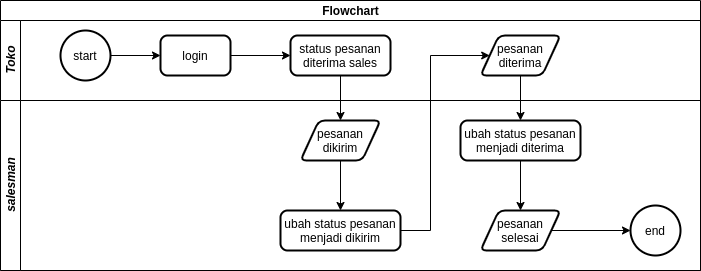 Flowchart
Toko
start
login
status pesanan
diterima sales
pesanan
diterima
salesman
pesanan
dikirim
ubah status pesanan
menjadi dikirim
ubah status pesanan
menjadi diterima
pesanan
selesai
end